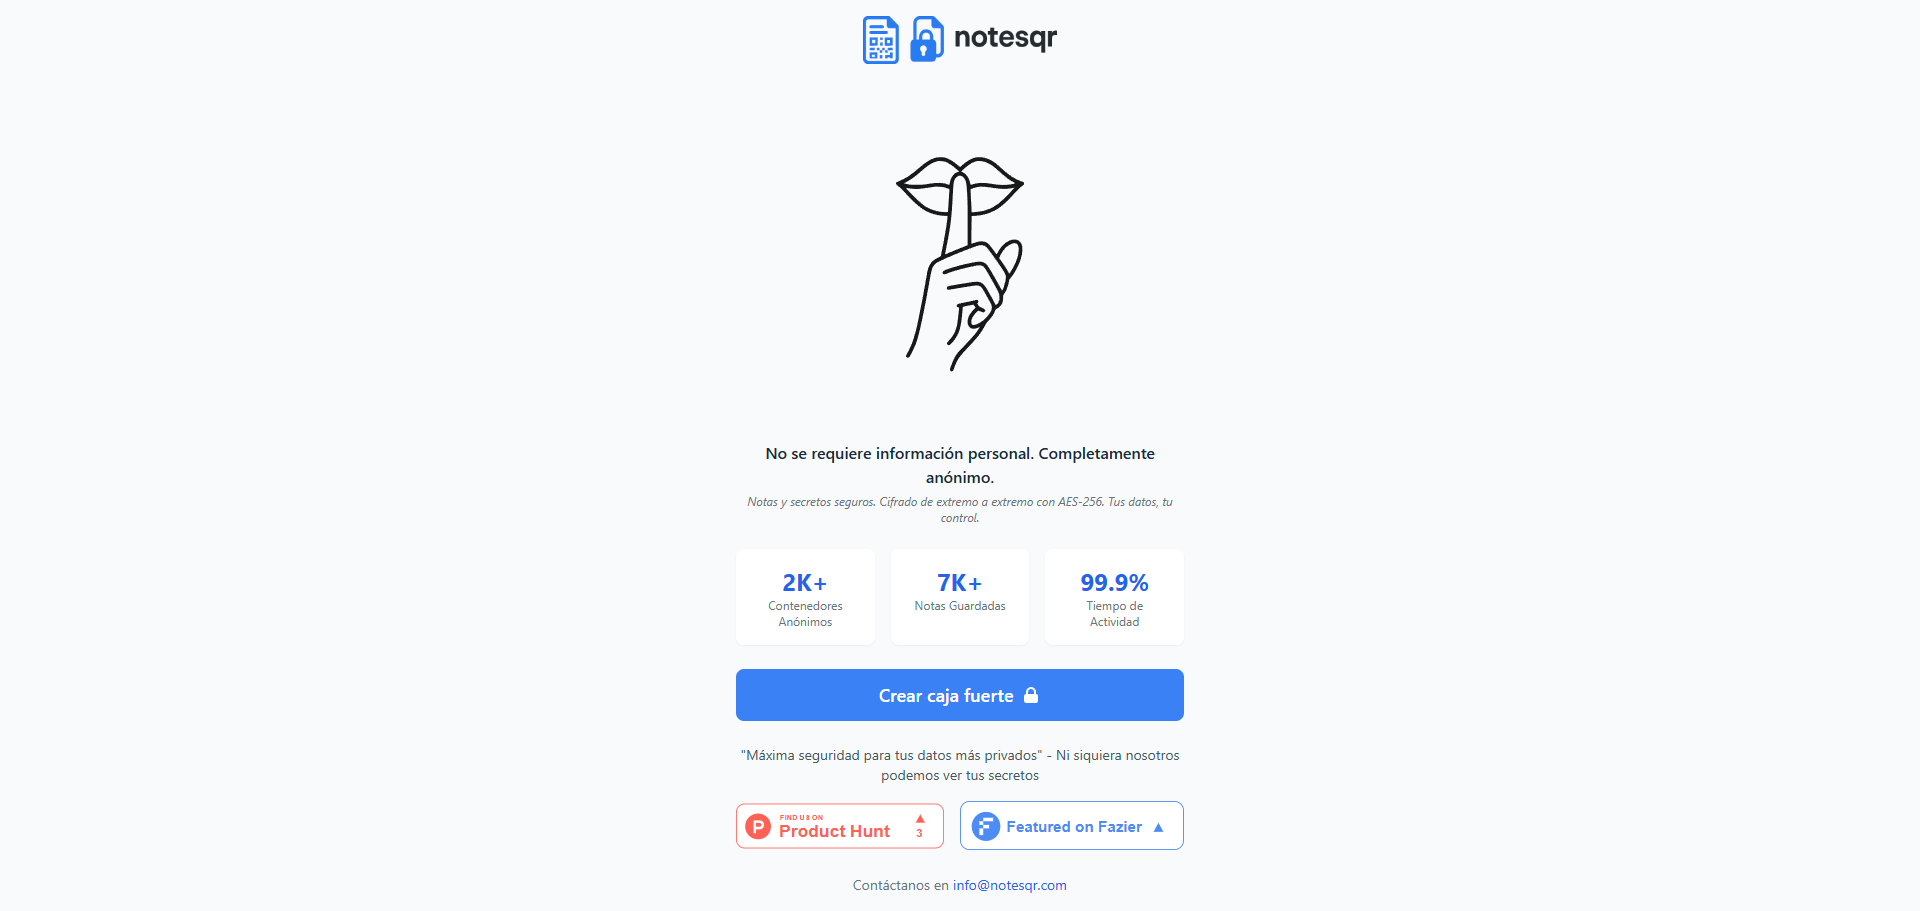 notesqr
No se requiere información personal. Completamente
anónimo.
Notas y secretos seguros. Cifrado de extremo a extremo con AES-256. Tus datos, tu
control.
2K+
Contenedores
Anónimos
7K+
Notas Guardadas
99.9%
Tiempo de
Actividad
Crear caja fuerte
"Máxima seguridad para tus datos más privados" - Ni siquiera nosotros
podemos ver tus secretos
P
FIND US ON
Product Hunt
▲
3
F
Featured on Fazier ▲
Contáctanos en info@notesqr.com